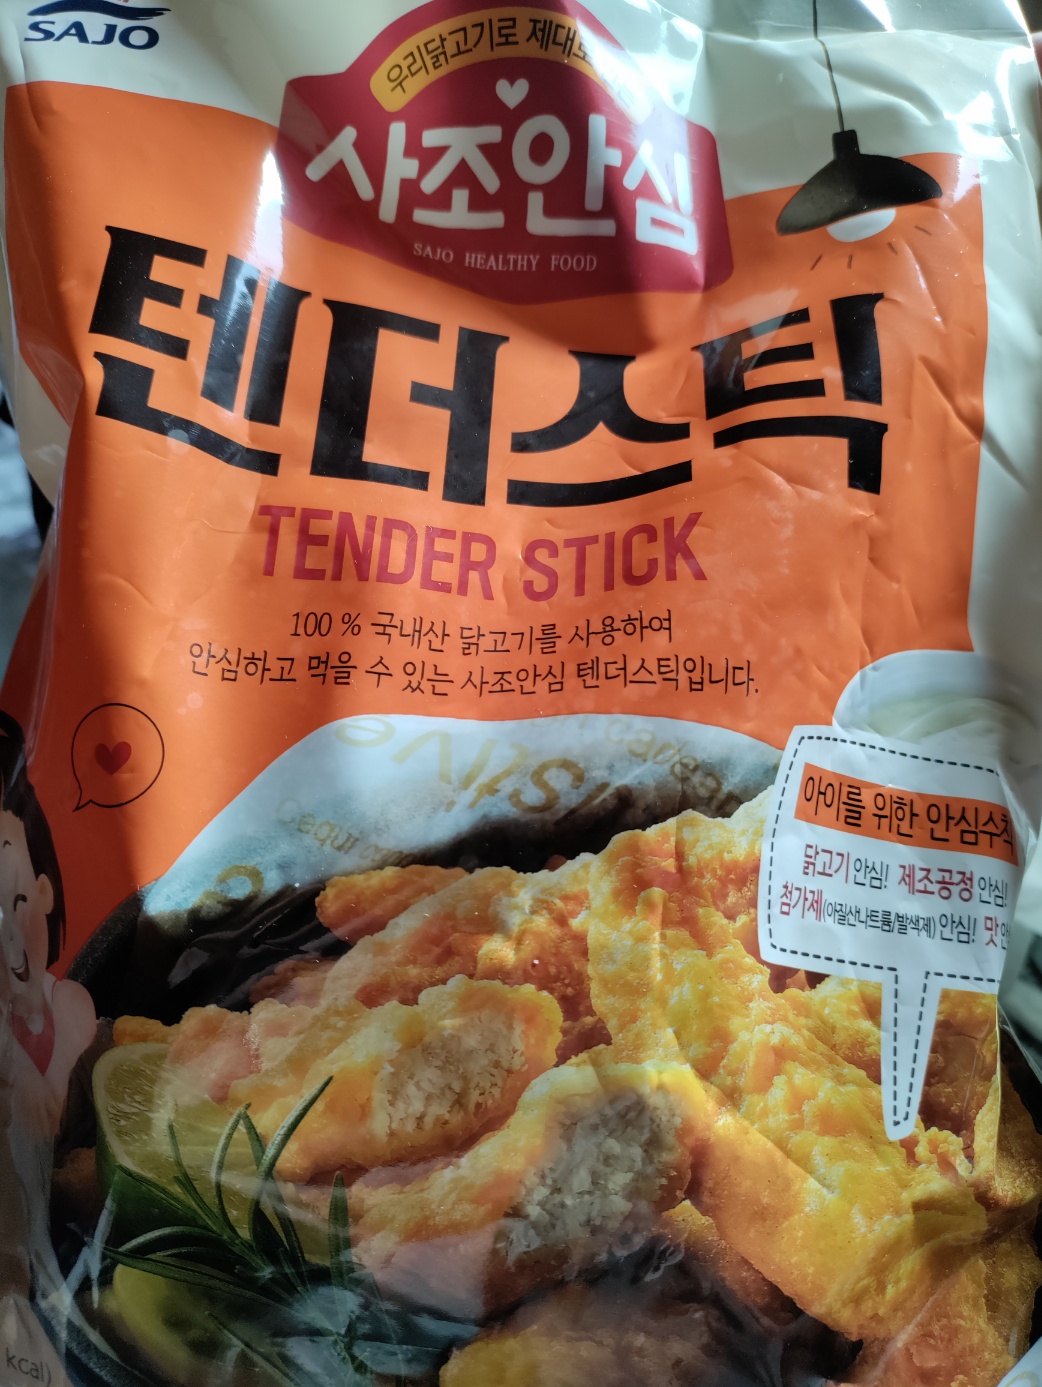 SAJO
우리닭고기로 제대로
사조안심
SAJO HEALTHY FOOD
텐더스틱
TENDER STICK
100 % 국내산 닭고기를 사용하여
안심하고 먹을 수 있는 사조안심 텐더스틱입니다.
아이를 위한 안심수칙
닭고기 안심! 제조공정 안심!
첨가제(아질산나트륨/발색제) 안심! 맛
kcal)